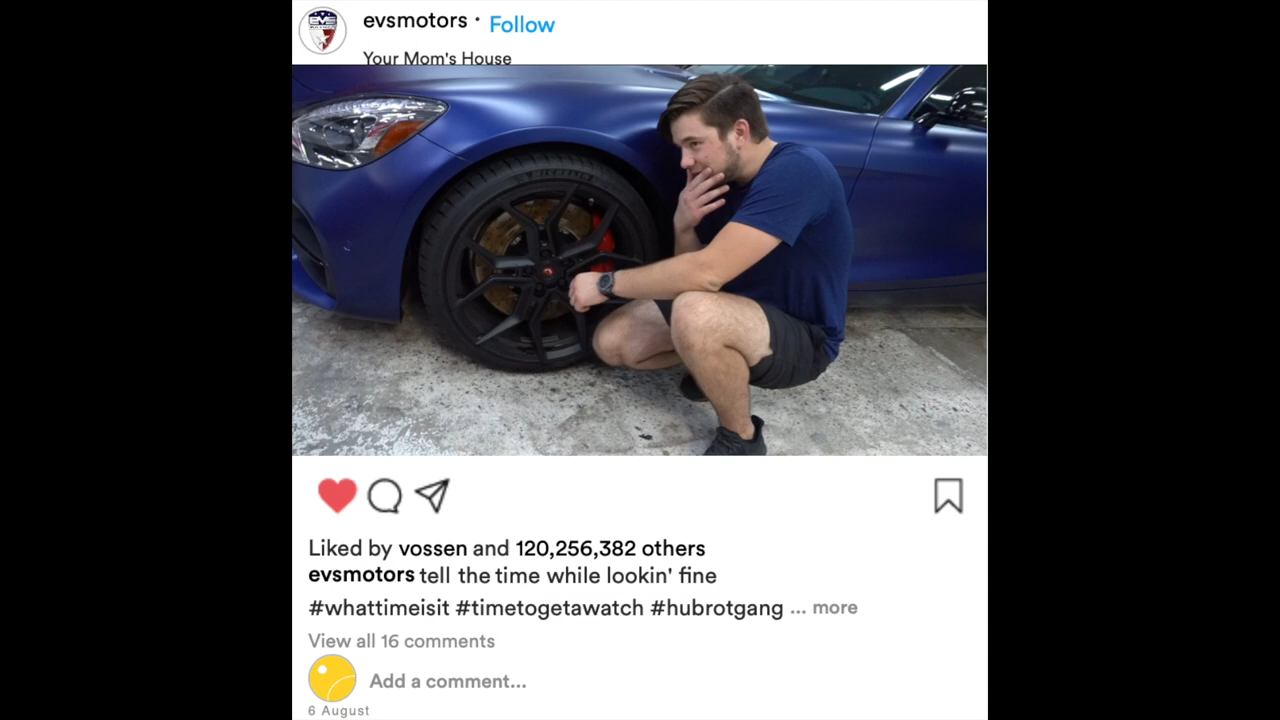 evsmotors · Follow
Your Mom's House
MICHELIN
Liked by vossen and 120,256,382 others
evsmotors tell the time while lookin' fine
#whattimeisit #timetogetawatch #hubrotgang ... more
View all 16 comments
Add a comment...
6 August